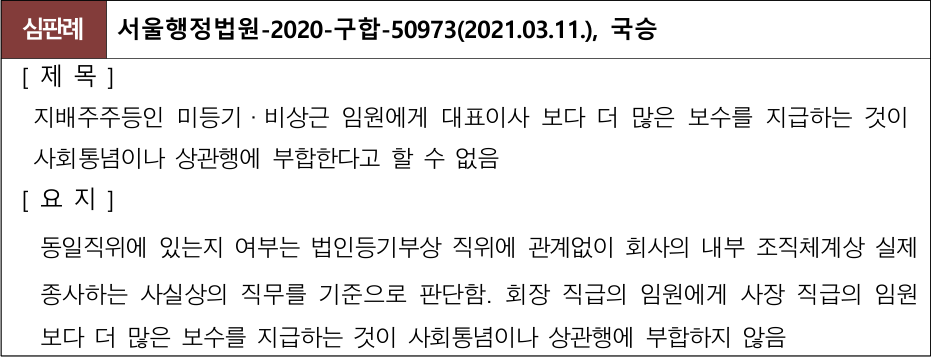 심판례 서울행정법원-2020-구합-50973(2021.03.11.), 국승
[ 제 목 ]
지배주주등인 미등기·비상근 임원에게 대표이사 보다 더 많은 보수를 지급하는 것이
사회통념이나 상관행에 부합한다고 할 수 없음
[ 요 지 ]
동일직위에 있는지 여부는 법인등기부상 직위에 관계없이 회사의 내부 조직체계상 실제
종사하는 사실상의 직무를 기준으로 판단함. 회장 직급의 임원에게 사장 직급의 임원
보다 더 많은 보수를 지급하는 것이 사회통념이나 상관행에 부합하지 않음